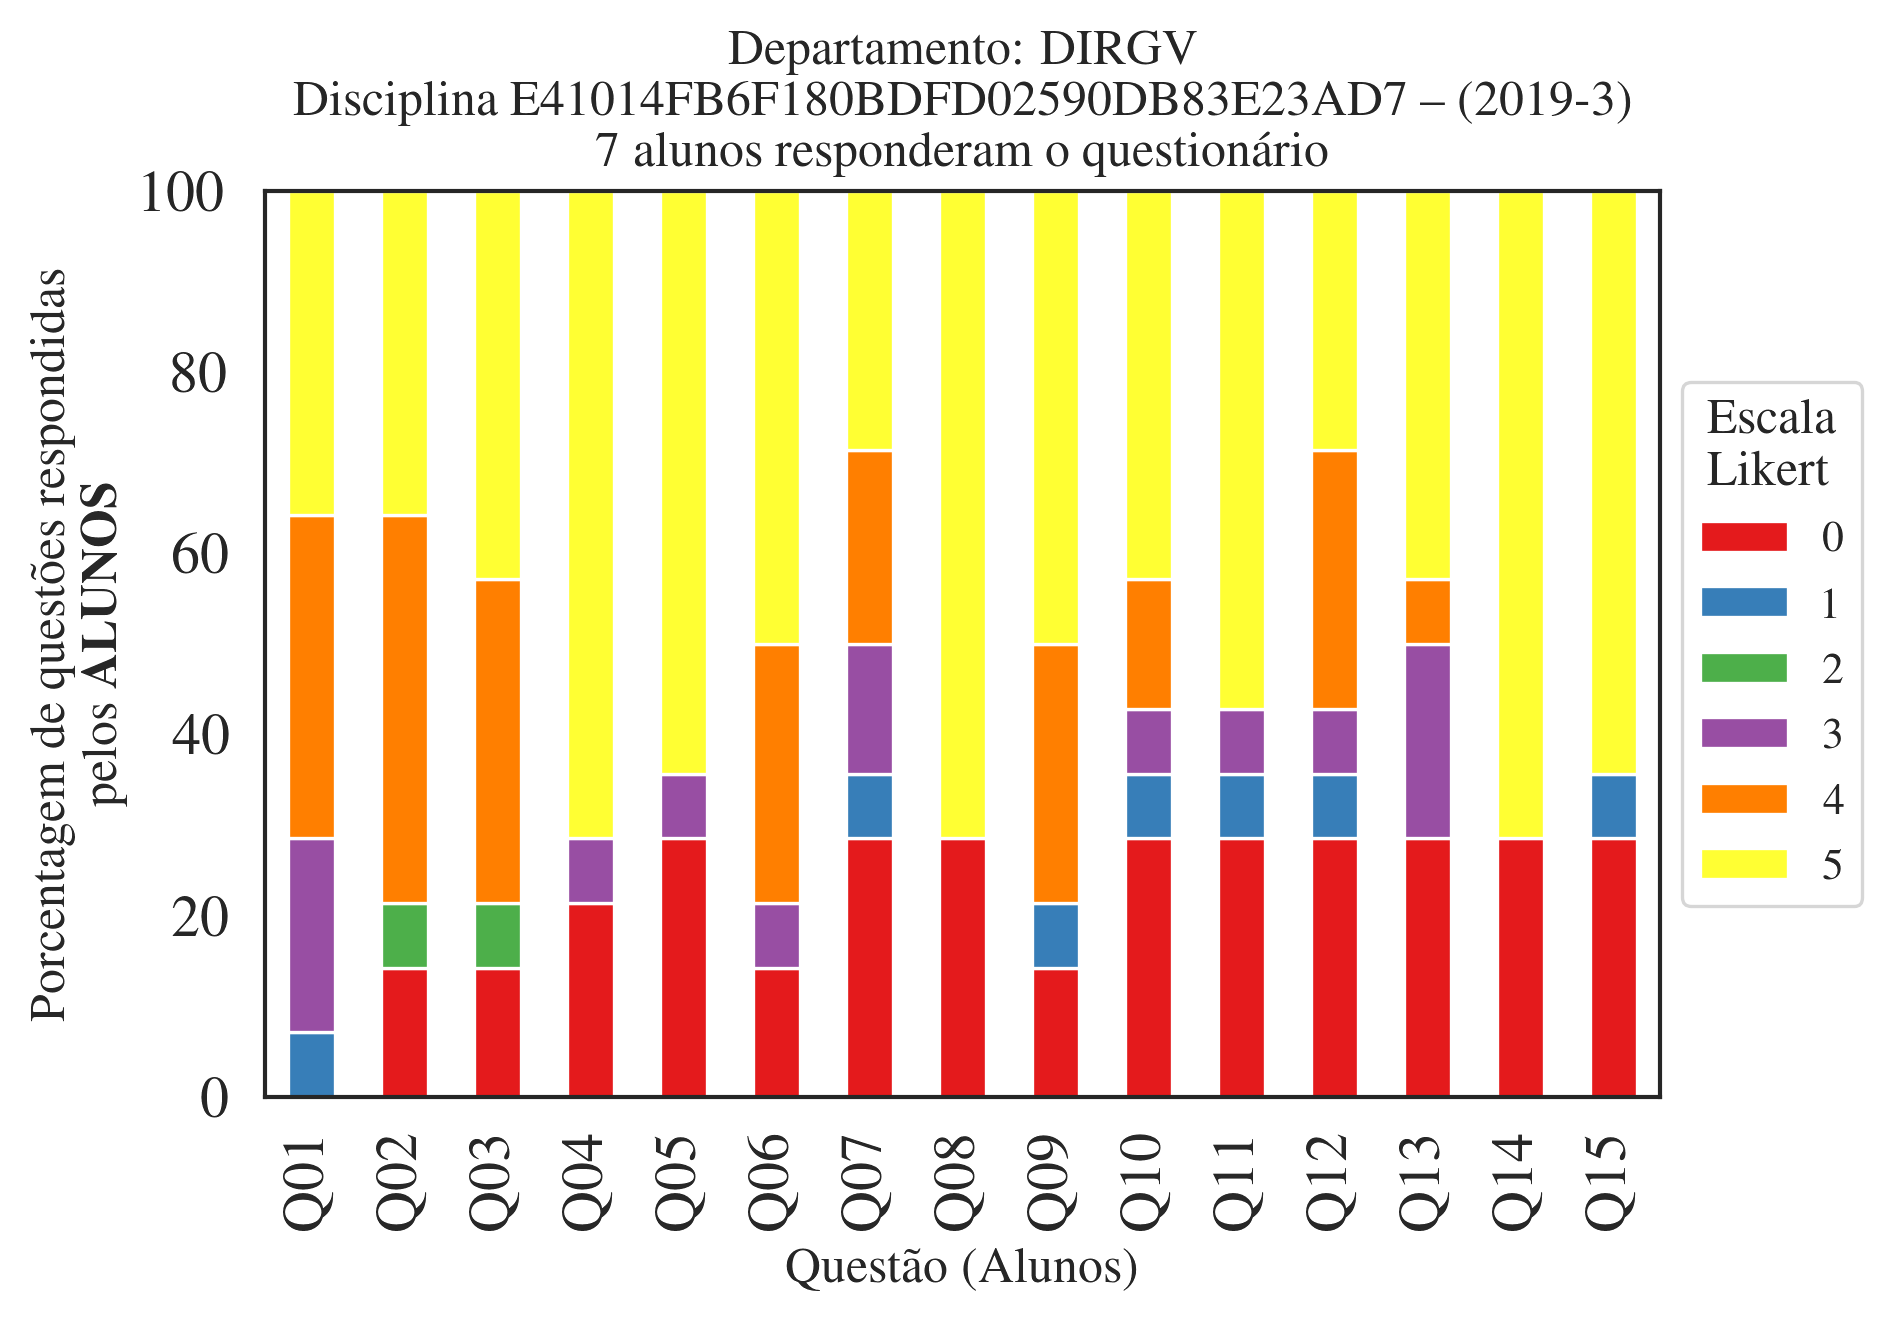 Departamento: DIRGV
Disciplina E41014FB6F180BDFD02590DB83E23AD7 – (2019-3)
7 alunos responderam o questionário
100
80
60
40
20
0
Porcentagem de questões respondidas
pelos ALUNOS
Q01
Q02
Q03
Q04
Q05
Q06
Q07
Q08
Q09
Q10
Q11
Q12
Q13
Q14
Q15
Questão (Alunos)
Escala
Likert
0
1
2
3
4
5